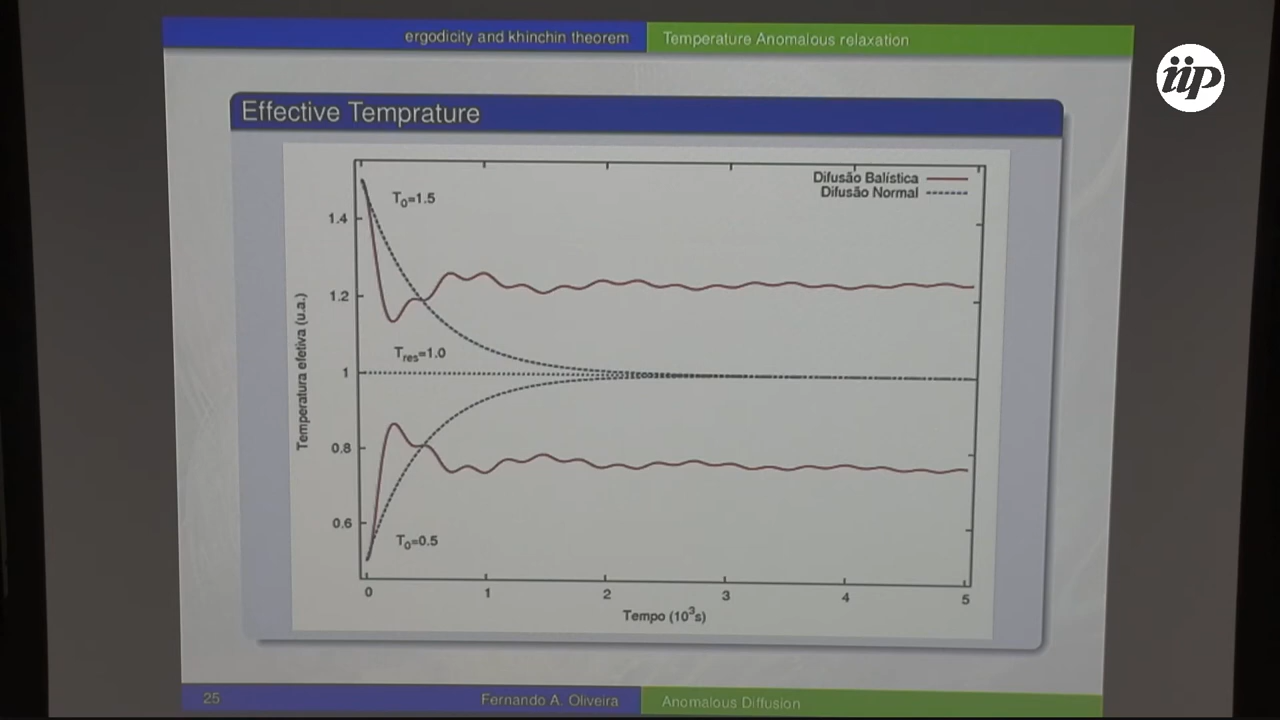 ergodicity and khinchin theorem
Temperature Anomalous relaxation
iip
Effective Temprature
Difusão Balística
Difusão Normal
T0=1.5
1.4
1.2
Tres=1.0
1
0.8
0.6
T0=0.5
Temperatura efetiva (u.a.)
0 1 2 3 4 5
Tempo (10³s)
25
Fernando A. Oliveira
Anomalous Diffusion